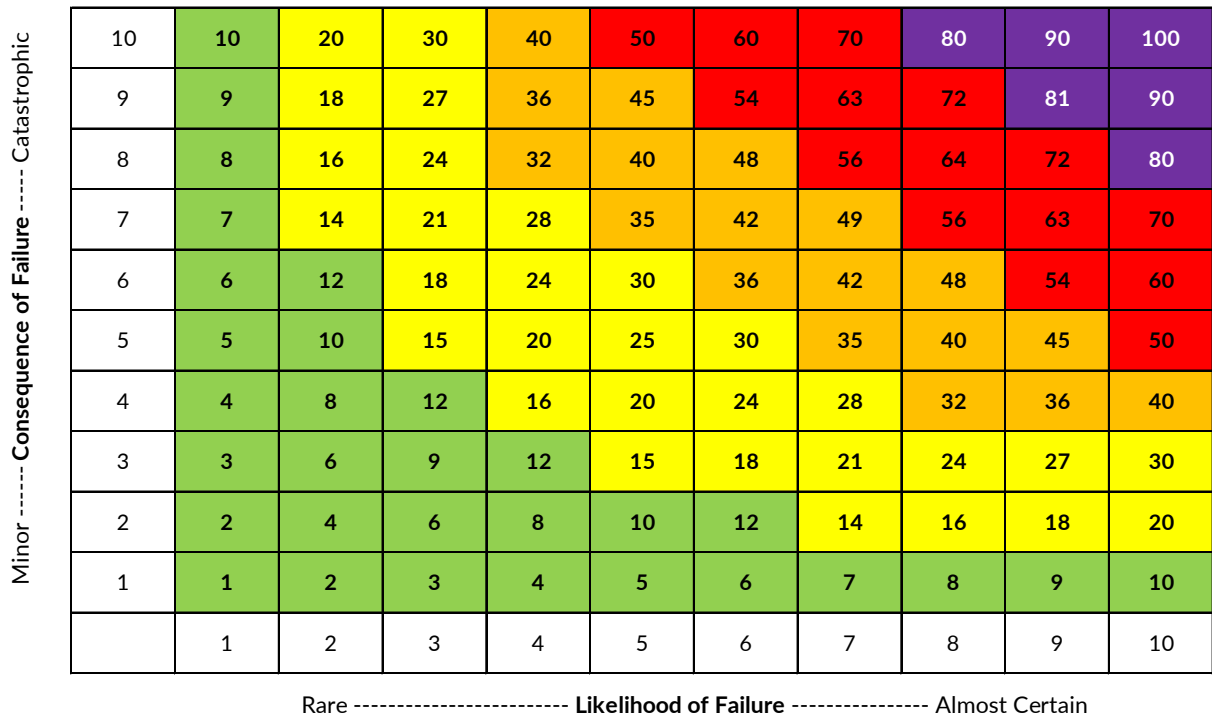 Minor ------ Consequence of Failure ----- Catastrophic
10 10 20 30 40 50 60 70 80 90 100
9 9 18 27 36 45 54 63 72 81 90
8 8 16 24 32 40 48 56 64 72 80
7 7 14 21 28 35 42 49 56 63 70
6 6 12 18 24 30 36 42 48 54 60
5 5 10 15 20 25 30 35 40 45 50
4 4 8 12 16 20 24 28 32 36 40
3 3 6 9 12 15 18 21 24 27 30
2 2 4 6 8 10 12 14 16 18 20
1 1 2 3 4 5 6 7 8 9 10
1 2 3 4 5 6 7 8 9 10
Rare ------------------------- Likelihood of Failure ---------------- Almost Certain